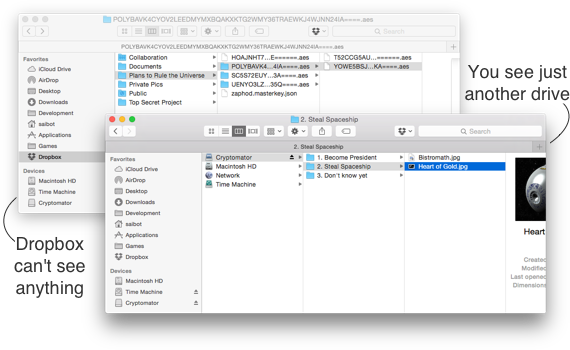 POLYBAVK4CYOV2LEEDMYMXBQAKXKTG2WMY36TRAEWKJ4WJNN24IA====.aes
Search
POLYBAVK4CYOV2LEEDMYMXBQAKXKTG2WMY36TRAEWKJ4WJNN24IA====.aes
Favorites
iCloud Drive
AirDrop
Desktop
Downloads
Development
saibot
Applications
Games
Dropbox
Devices
Macintosh HD
Time Machine
Cryptomator
Collaboration
Documents
Plans to Rule the Universe
Private Pics
Public
Top Secret Project
HOAJNHT7...E======.aes
POLYBAVK4...4IA====.aes
SC5S72EUY...3A====.aes
UENYO3LZ...35Q====.aes
zaphod.masterkey.json
T52CCG5AU...======.aes
YOWE5BSJ...KA====.aes
You see just
another drive
2. Steal Spaceship
Search
2. Steal Spaceship
Favorites
iCloud Drive
AirDrop
Desktop
Downloads
Development
saibot
Applications
Games
Dropbox
Devices
Macintosh HD
Time Machine
Cryptomator
Cryptomator
Macintosh HD
Network
Time Machine
1. Become President
2. Steal Spaceship
3. Don't know yet
Bistromath.jpg
Heart of Gold.jpg
Heart
Created
Modified
Last opened
Dimensions
Dropbox
can't see
anything